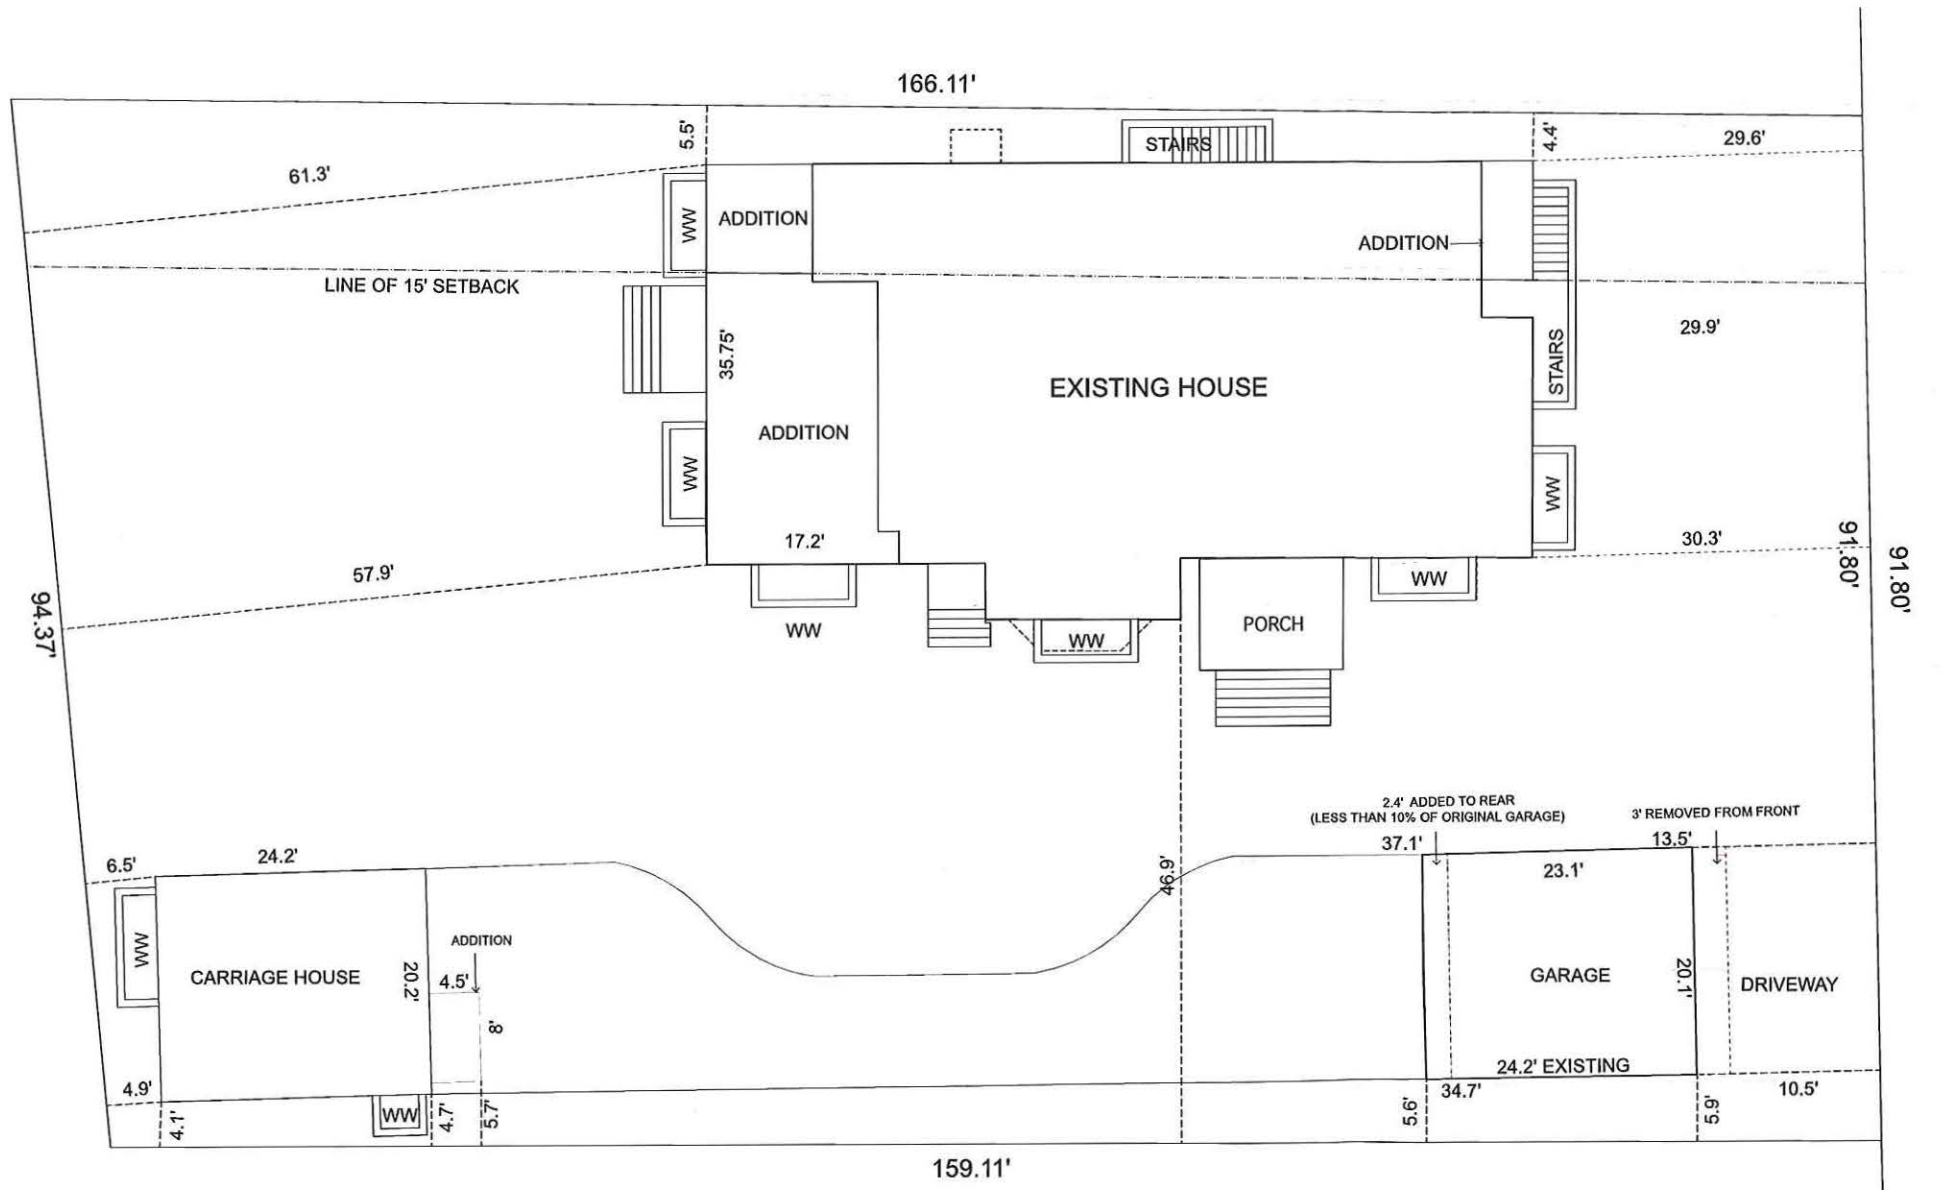 166.11'
5.5'
STAIRS
4.4'
29.6'
61.3'
WW
ADDITION
ADDITION
LINE OF 15' SETBACK
29.9'
35.75'
STAIRS
EXISTING HOUSE
ADDITION
WW
WW
17.2'
30.3'
91.80'
91.80'
57.9'
WW
94.37'
WW
PORCH
WW
2.4' ADDED TO REAR
(LESS THAN 10% OF ORIGINAL GARAGE)
3' REMOVED FROM FRONT
37.1'
13.5'
6.5'
24.2'
46.9'
23.1'
WW
ADDITION
CARRIAGE HOUSE
20.2'
4.5'
GARAGE
20.1'
DRIVEWAY
8'
24.2' EXISTING
4.9'
34.7'
10.5'
4.1'
WW
4.7'
5.7'
5.6'
5.9'
159.11'